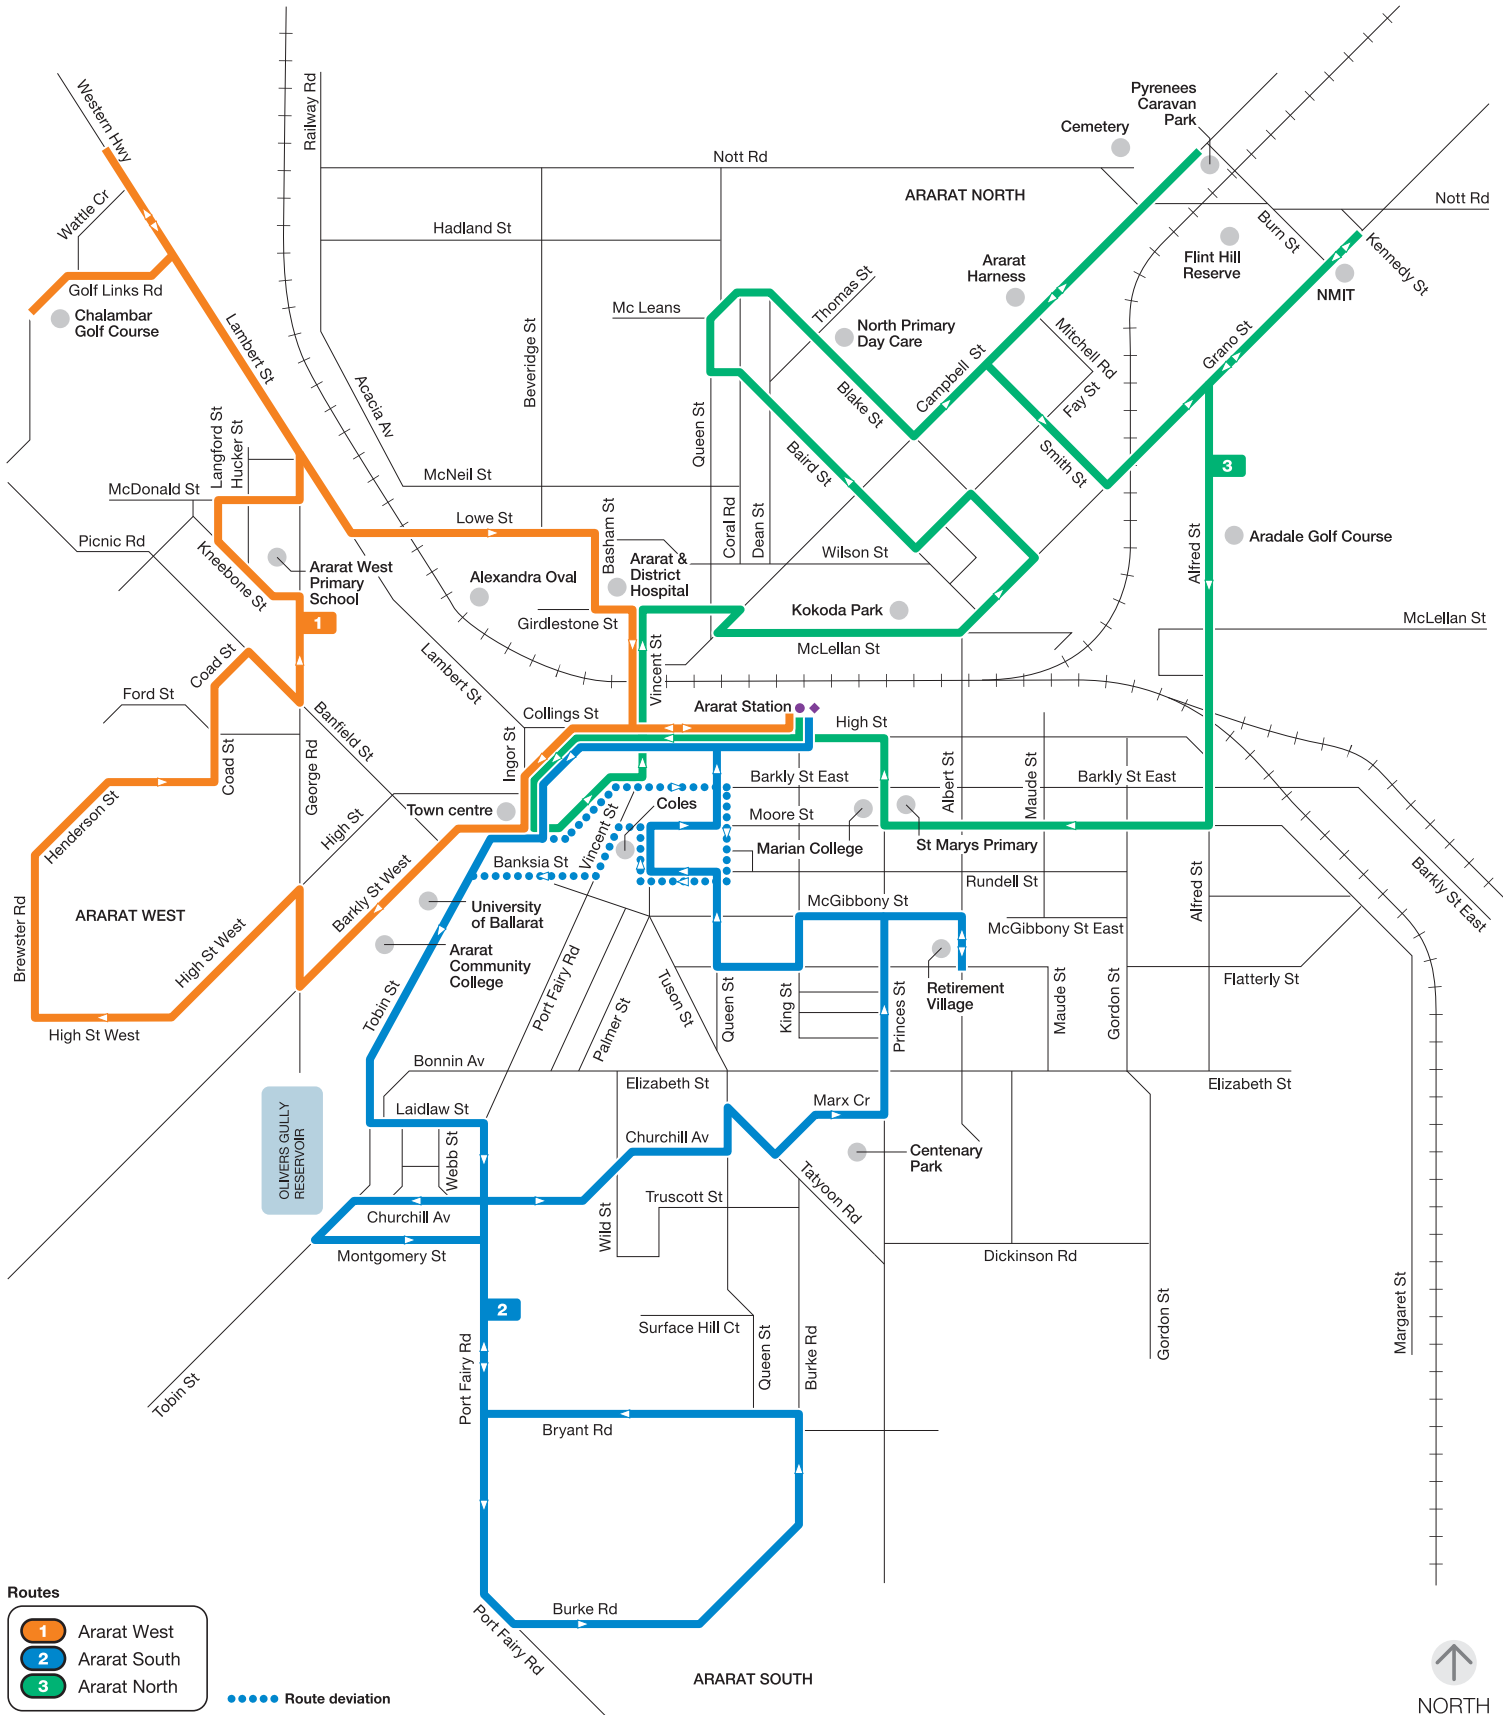 Western Hwy
Railway Rd
Pyrenees
Caravan
Park
Cemetery
Nott Rd
ARARAT NORTH
Nott Rd
Wattle Cr
Hadland St
Burn St
Kennedy St
Flint Hill
Reserve
NMIT
Ararat
Harness
Golf Links Rd
Chalambar
Golf Course
Lambert St
Mc Leans
Thomas St
North Primary
Day Care
Mitchell Rd
Grano St
Beveridge St
Acacia Av
Blake St
Campbell St
Fay St
Langford St
Hucker St
Queen St
Baird St
Smith St
McNeil St
3
McDonald St
Lowe St
Basham St
Coral Rd
Dean St
Picnic Rd
Wilson St
Alfred St
Aradale Golf Course
Kneebone St
Ararat West
Primary
School
Alexandra Oval
Ararat &
District
Hospital
Girdlestone St
Kokoda Park
1
McLellan St
McLellan St
Coad St
Lambert St
Vincent St
Ford St
Ararat Station
Collings St
High St
Banfield St
Ingor St
Coad St
George Rd
Barkly St East
Albert St
Maude St
Barkly St East
Henderson St
High St
Town centre
Coles
Moore St
Vincent St
Marian College
St Marys Primary
Banksia St
Barkly St West
Rundell St
Barkly St East
ARARAT WEST
University
of Ballarat
McGibbony St
McGibbony St East
Alfred St
Brewster Rd
High St West
Ararat
Community
College
Flatterly St
Port Fairy Rd
Tuson St
Retirement
Village
Tobin St
Palmer St
Queen St
King St
Princes St
Maude St
Gordon St
High St West
Bonnin Av
Elizabeth St
Elizabeth St
OLIVERS GULLY
RESERVOIR
Laidlaw St
Marx Cr
Webb St
Churchill Av
Centenary
Park
Tatyoon Rd
Truscott St
Churchill Av
Wild St
Montgomery St
Dickinson Rd
2
Surface Hill Ct
Gordon St
Margaret St
Port Fairy Rd
Queen St
Burke Rd
Tobin St
Bryant Rd
Burke Rd
Port Fairy Rd
Routes
1 Ararat West
2 Ararat South
3 Ararat North
Route deviation
ARARAT SOUTH
NORTH